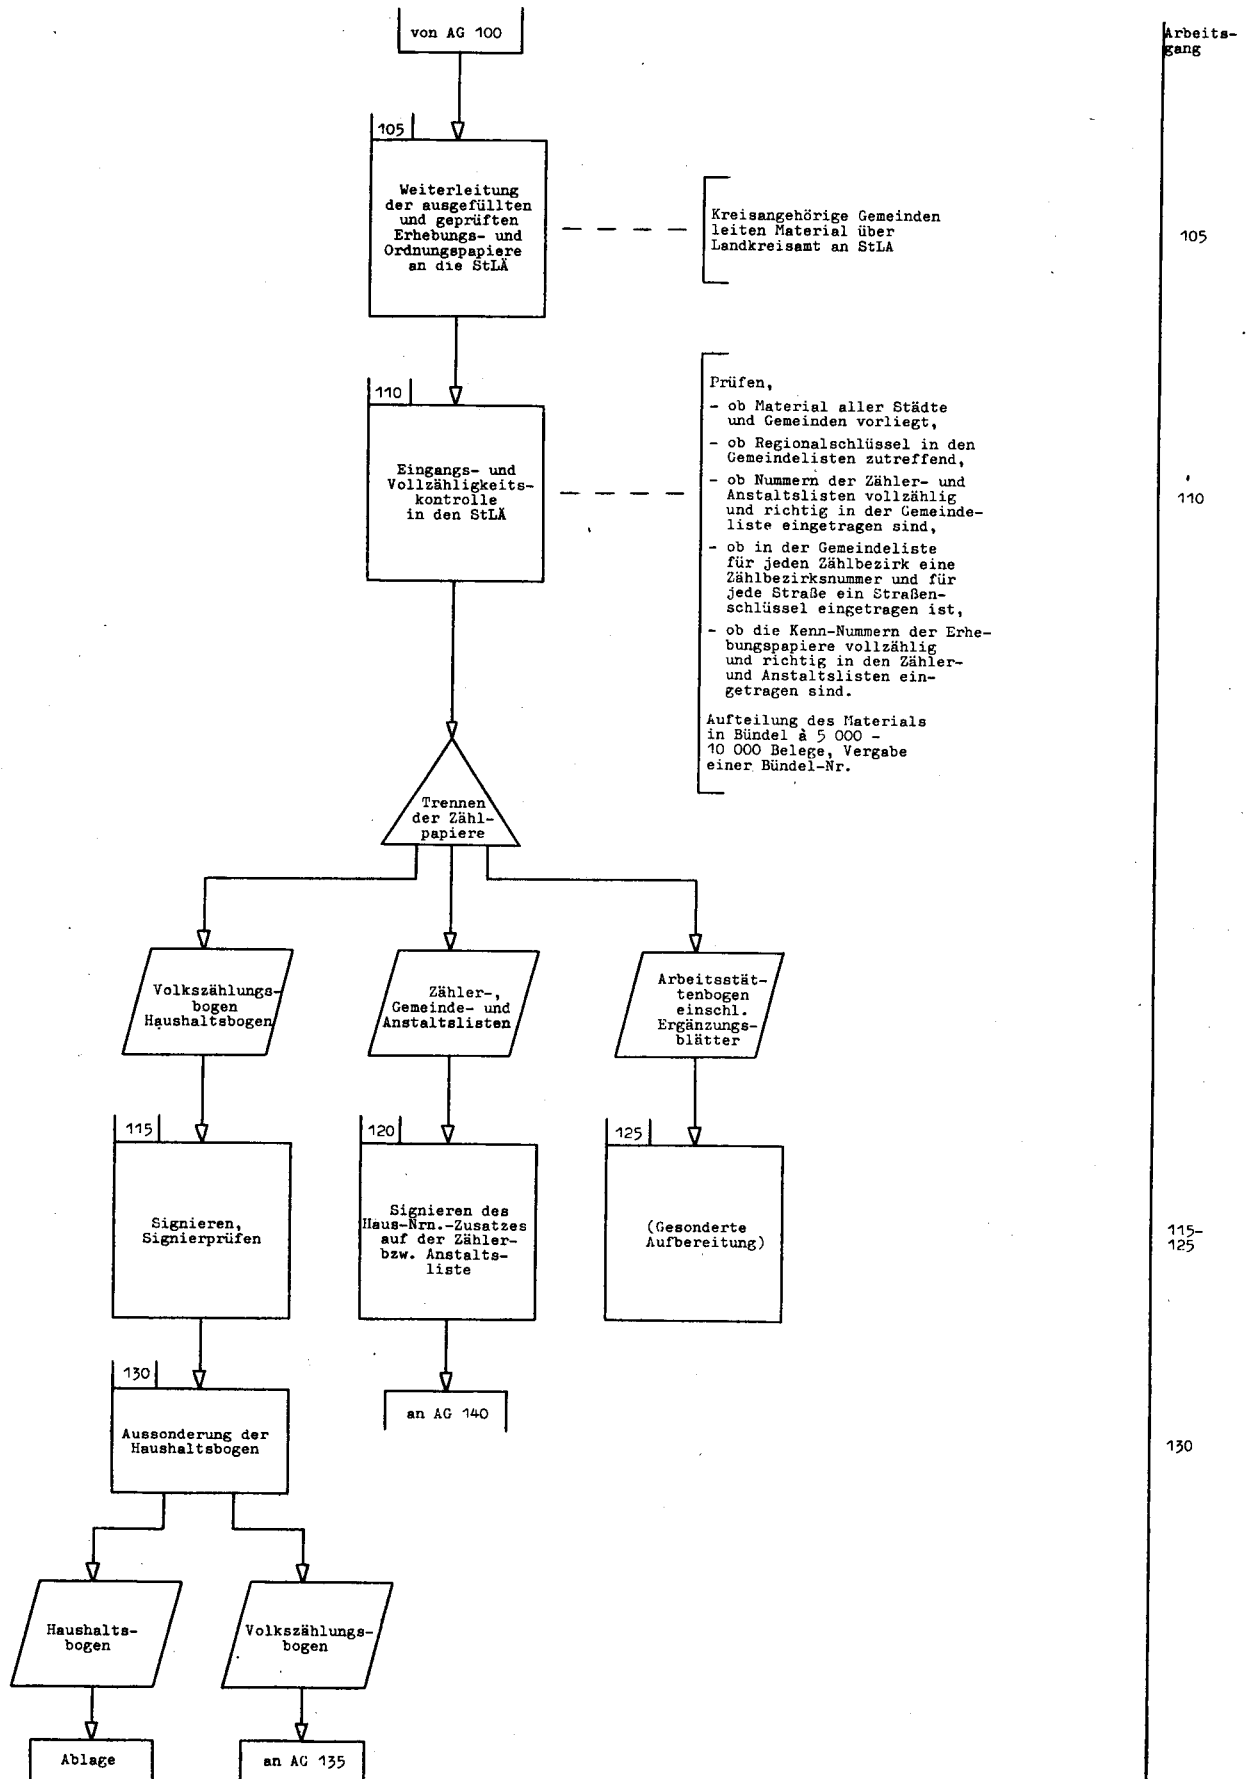 von AG 100
Arbeits-
gang
105
Weiterleitung
der ausgefüllten
und geprüften
Erhebungs- und
Ordnungspapiere
an die StLÄ
Kreisangehörige Gemeinden
leiten Material über
Landkreisamt an StLA
105
110
Eingangs- und
Vollzähligkeits-
kontrolle
in den StLÄ
Prüfen,
- ob Material aller Städte
und Gemeinden vorliegt,
- ob Regionalschlüssel in den
Gemeindelisten zutreffend,
- ob Nummern der Zähler- und
Anstaltslisten vollzählig
und richtig in der Gemeinde-
liste eingetragen sind,
- ob in der Gemeindeliste
für jeden Zählbezirk eine
Zählbezirksnummer und für
jede Straße ein Straßen-
schlüssel eingetragen ist,
- ob die Kenn-Nummern der Erhe-
bungspapiere vollzählig
und richtig in den Zähler-
und Anstaltslisten ein-
getragen sind.
Aufteilung des Materials
in Bündel à 5 000 -
10 000 Belege, Vergabe
einer Bündel-Nr.
110
Trennen
der Zähl-
papiere
Volkszählungs-
bogen
Haushaltsbogen
Zähler-,
Gemeinde- und
Anstaltslisten
Arbeitsstät-
tenbogen
einschl.
Ergänzungs-
blätter
115
Signieren,
Signierprüfen
120
Signieren des
Haus-Nrn.-Zusatzes
auf der Zähler-
bzw. Anstalts-
liste
125
(Gesonderte
Aufbereitung)
115-
125
130
Aussonderung der
Haushaltsbogen
an AG 140
130
Haushalts-
bogen
Volkszählungs-
bogen
Ablage
an AG 135